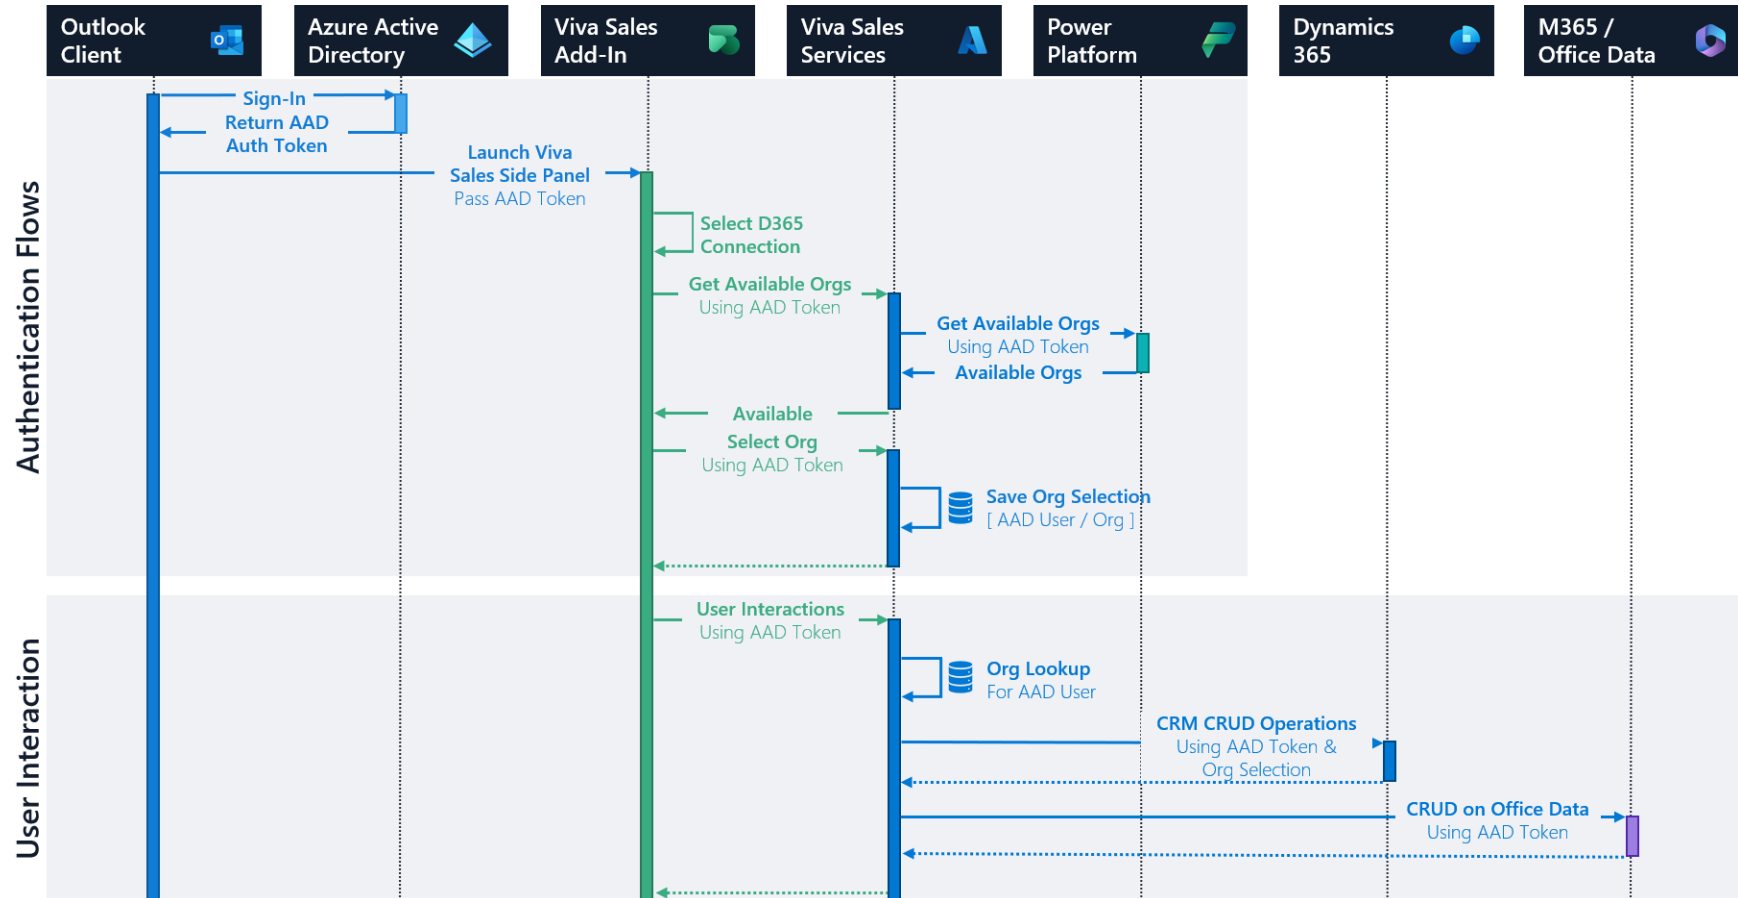 Outlook
Client
Azure Active
Directory
Viva Sales
Add-In
Viva Sales
Services
Power
Platform
Dynamics
365
M365 /
Office Data
Authentication Flows
Sign-In
Return AAD
Auth Token
Launch Viva
Sales Side Panel
Pass AAD Token
Select D365
Connection
Get Available Orgs
Using AAD Token
Get Available Orgs
Using AAD Token
Available Orgs
Available
Select Org
Using AAD Token
Save Org Selection
[ AAD User / Org ]
User Interaction
User Interactions
Using AAD Token
Org Lookup
For AAD User
CRM CRUD Operations
Using AAD Token &
Org Selection
CRUD on Office Data
Using AAD Token